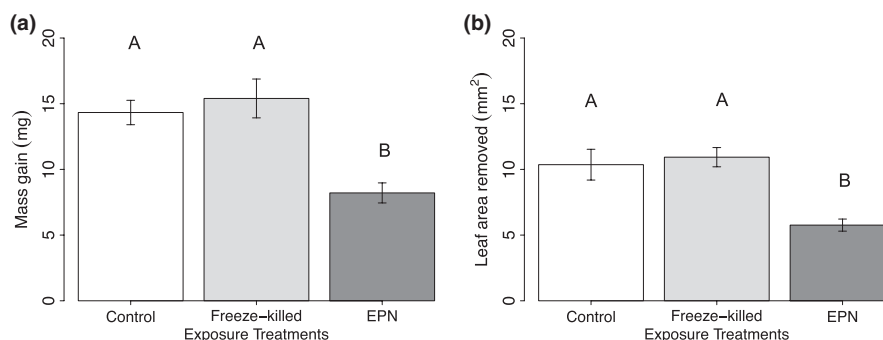 (a)
Mass gain (mg)
20
15
10
5
0
A
A
B
Control
Freeze−killed
EPN
Exposure Treatments
(b)
Leaf area removed (mm²)
20
15
10
5
0
A
A
B
Control
Freeze−killed
EPN
Exposure Treatments